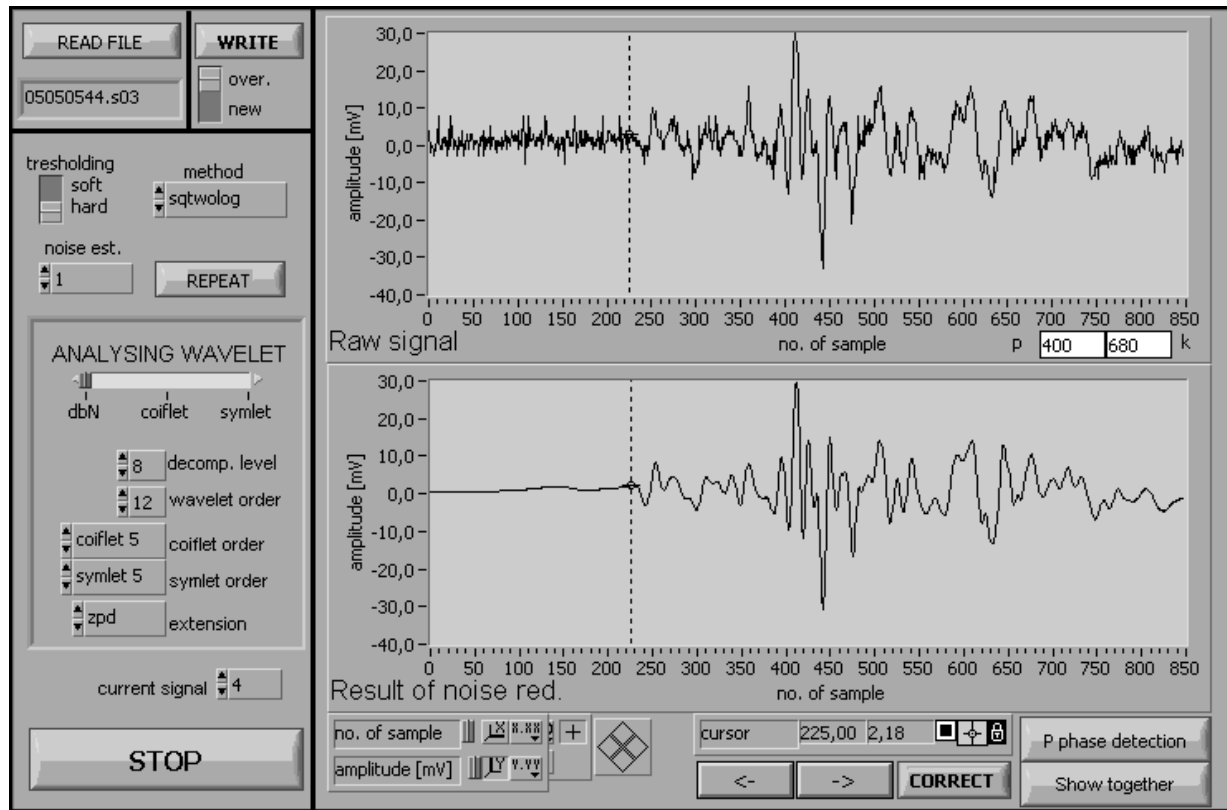 READ FILE
WRITE
05050544.s03
over.
new
tresholding
soft
hard
method
sqtwolog
noise est.
1
REPEAT
ANALYSING WAVELET
dbN coiflet symlet
8 decomp. level
12 wavelet order
coiflet 5 coiflet order
symlet 5 symlet order
zpd extension
current signal 4
STOP
30,0
20,0
10,0
0,0
-10,0
-20,0
-30,0
-40,0
amplitude [mV]
0 50 100 150 200 250 300 350 400 450 500 550 600 650 700 750 800 850
Raw signal no. of sample p 400 680 k
30,0
20,0
10,0
0,0
-10,0
-20,0
-30,0
-40,0
amplitude [mV]
0 50 100 150 200 250 300 350 400 450 500 550 600 650 700 750 800 850
Result of noise red. no. of sample
no. of sample X X.XX
amplitude [mV] Y Y.YY
cursor 225,00 2,18
<- -> CORRECT
P phase detection
Show together